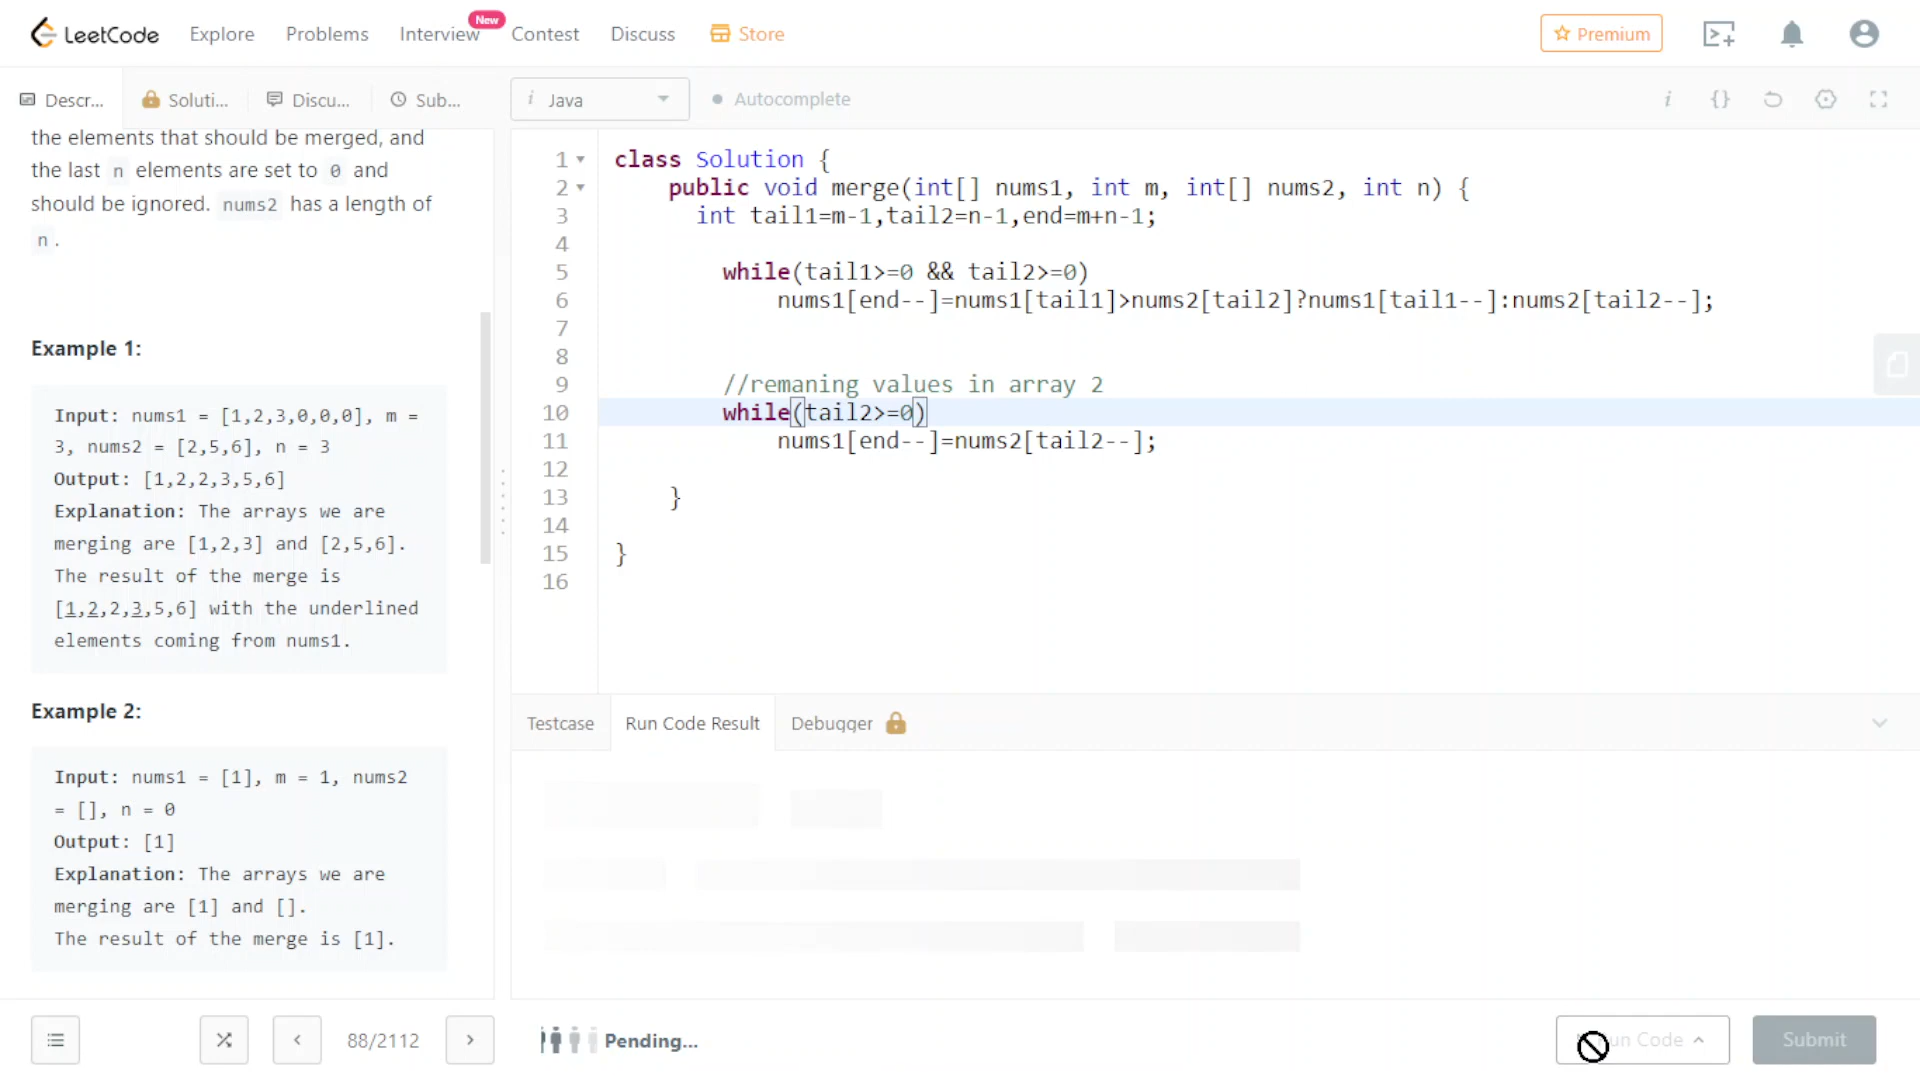 LeetCode Explore Problems Interview New Contest Discuss Store Premium
Descr... Soluti... Discu... Sub... i Java Autocomplete i {}
the elements that should be merged, and
the last n elements are set to 0 and
should be ignored. nums2 has a length of
n.
Example 1:
Input: nums1 = [1,2,3,0,0,0], m =
3, nums2 = [2,5,6], n = 3
Output: [1,2,2,3,5,6]
Explanation: The arrays we are
merging are [1,2,3] and [2,5,6].
The result of the merge is
[1,2,2,3,5,6] with the underlined
elements coming from nums1.
Example 2:
Input: nums1 = [1], m = 1, nums2
= [], n = 0
Output: [1]
Explanation: The arrays we are
merging are [1] and [].
The result of the merge is [1].
88/2112
1 class Solution {
2 public void merge(int[] nums1, int m, int[] nums2, int n) {
3 int tail1=m-1,tail2=n-1,end=m+n-1;
4
5 while(tail1>=0 && tail2>=0)
6 nums1[end--]=nums1[tail1]>nums2[tail2]?nums1[tail1--]:nums2[tail2--];
7
8
9 //remaning values in array 2
10 while(tail2>=0)
11 nums1[end--]=nums2[tail2--];
12
13 }
14
15 }
16
Testcase Run Code Result Debugger
Pending... Code Submit